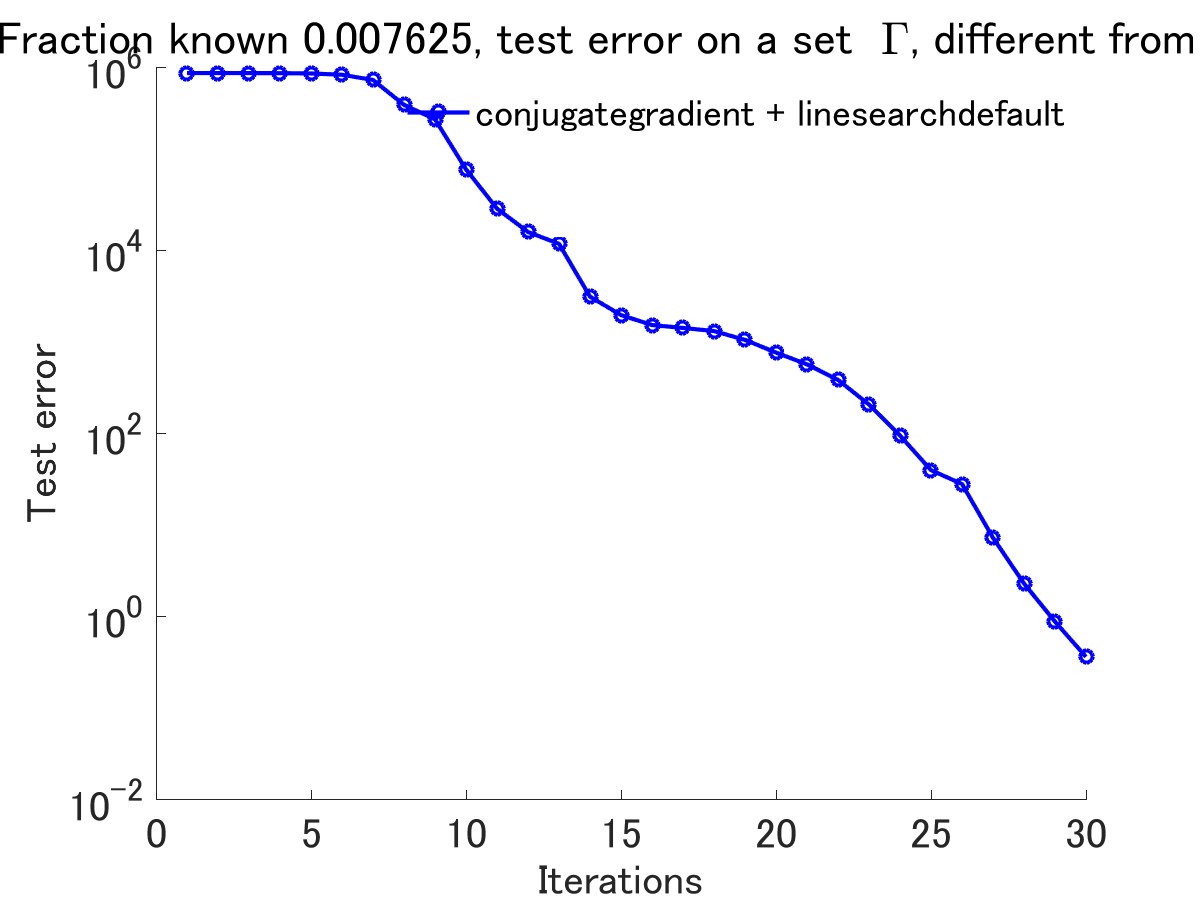 Fraction known 0.007625, test error on a set Γ, different from
10^6
conjugategradient + linesearchdefault
10^4
10^2
10^0
10^−2
Test error
0 5 10 15 20 25 30
Iterations